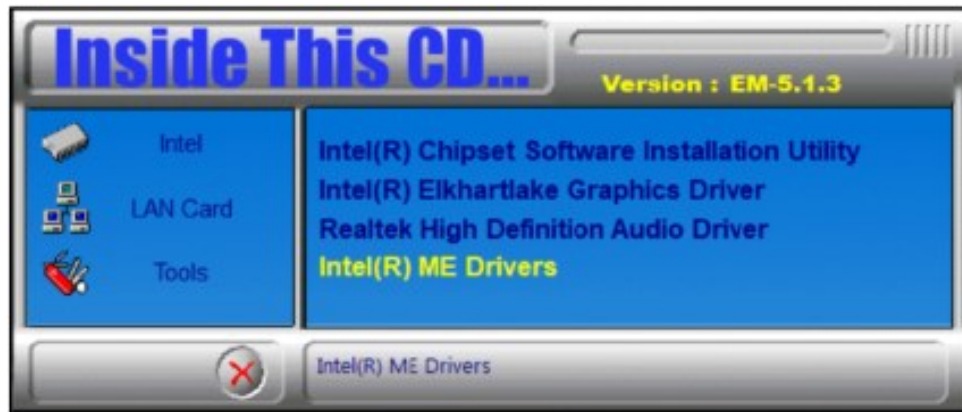 Inside This CD...
Version : EM-5.1.3
Intel
LAN Card
Tools
Intel(R) Chipset Software Installation Utility
Intel(R) Elkhartlake Graphics Driver
Realtek High Definition Audio Driver
Intel(R) ME Drivers
Intel(R) ME Drivers